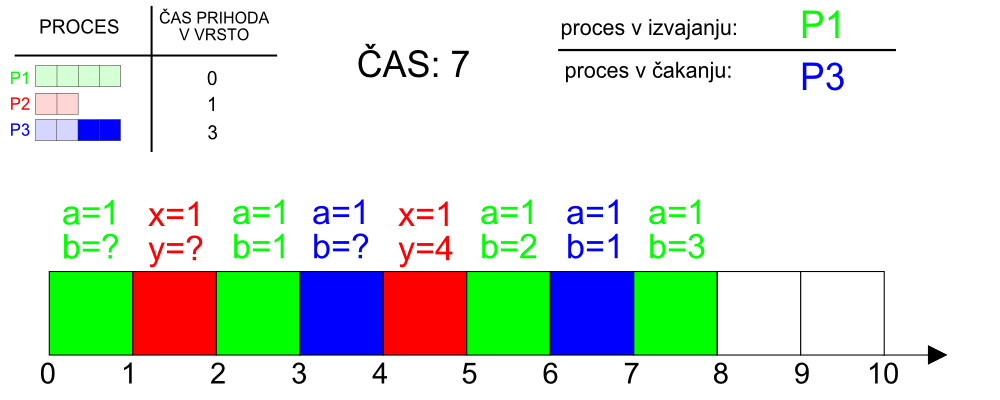 PROCES
ČAS PRIHODA
V VRSTO
P1 0
P2 1
P3 3
ČAS: 7
proces v izvajanju: P1
proces v čakanju: P3
a=1 x=1 a=1 a=1 x=1 a=1 a=1 a=1
b=? y=? b=1 b=? y=4 b=2 b=1 b=3
0 1 2 3 4 5 6 7 8 9 10